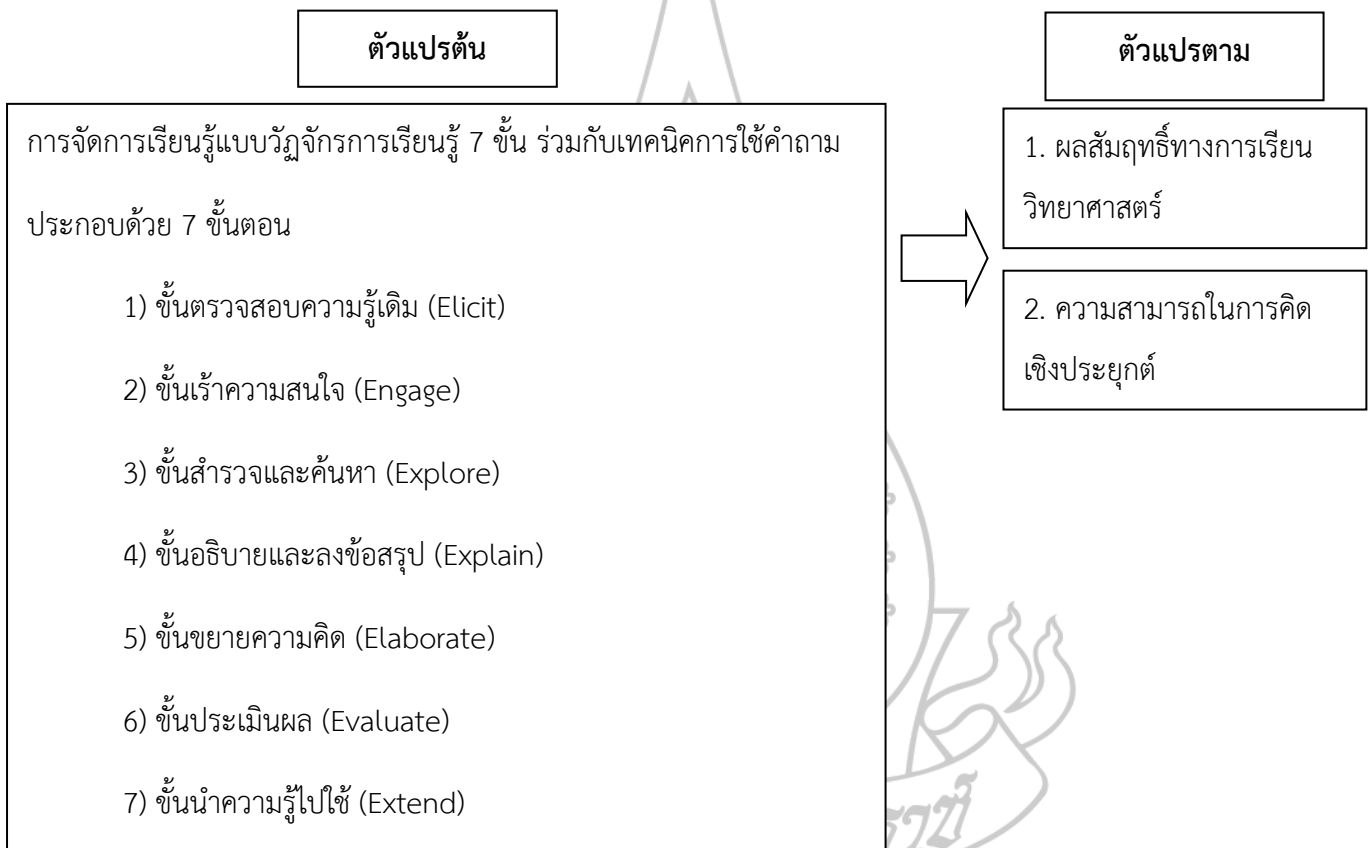 ตัวแปรต้น
การจัดการเรียนรู้แบบวัฏจักรการเรียนรู้ 7 ขั้น ร่วมกับเทคนิคการใช้คำถาม
ประกอบด้วย 7 ขั้นตอน
1) ขั้นตรวจสอบความรู้เดิม (Elicit)
2) ขั้นเร้าความสนใจ (Engage)
3) ขั้นสำรวจและค้นหา (Explore)
4) ขั้นอธิบายและลงข้อสรุป (Explain)
5) ขั้นขยายความคิด (Elaborate)
6) ขั้นประเมินผล (Evaluate)
7) ขั้นนำความรู้ไปใช้ (Extend)
ตัวแปรตาม
1. ผลสัมฤทธิ์ทางการเรียน
วิทยาศาสตร์
2. ความสามารถในการคิด
เชิงประยุกต์